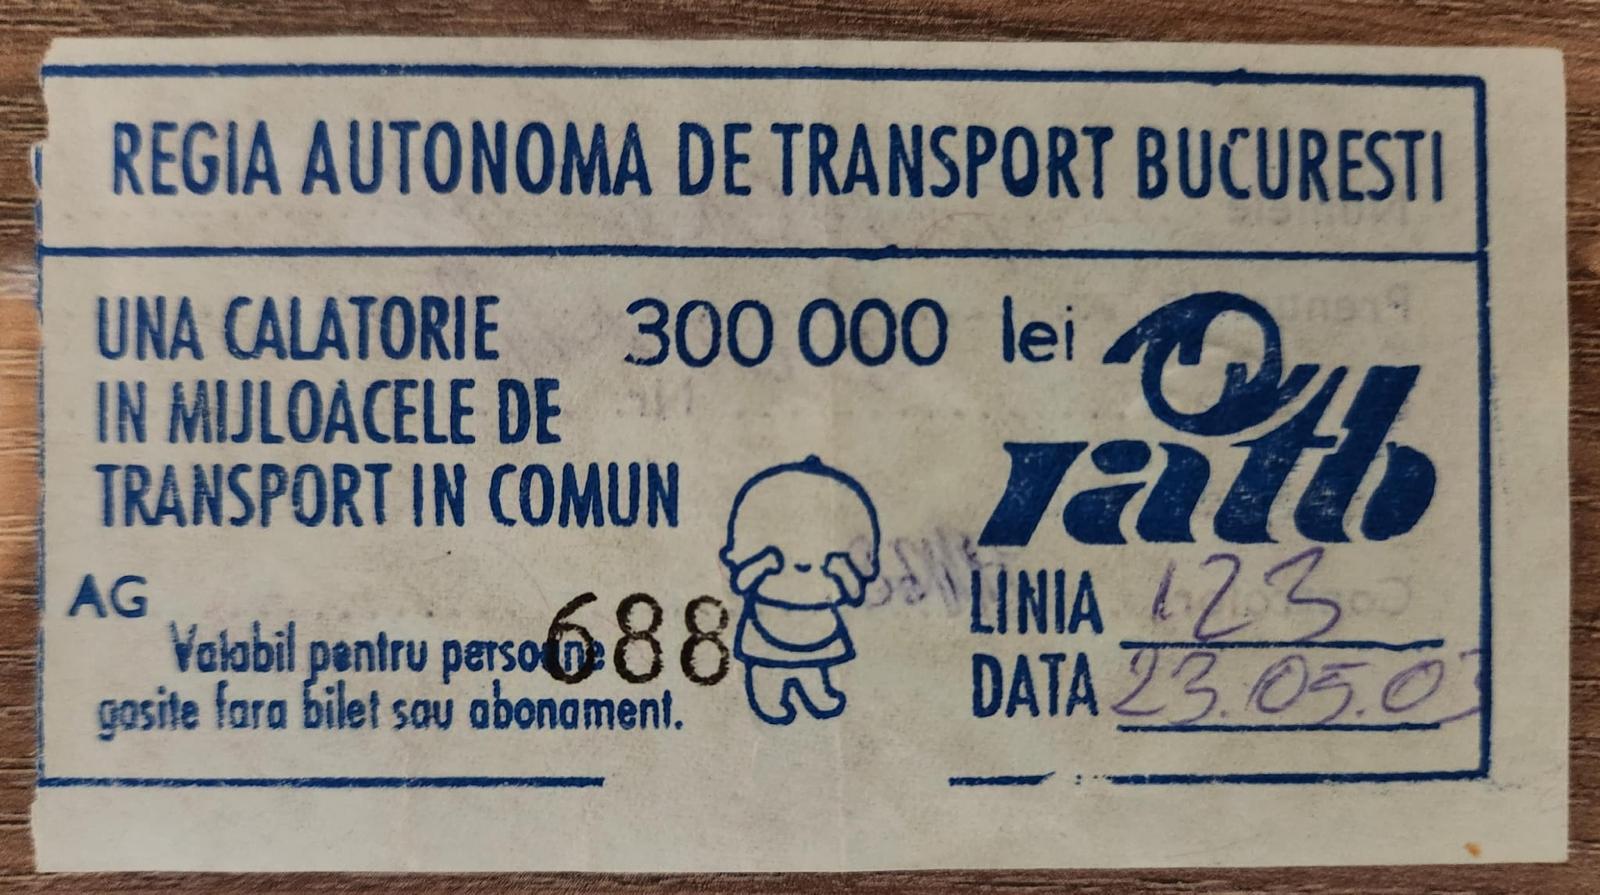 REGIA AUTONOMA DE TRANSPORT BUCURESTI
UNA CALATORIE 300 000 lei
IN MIJLOACELE DE
TRANSPORT IN COMUN
ratb
AG 688
Valabil pentru persoane
gasite fara bilet sau abonament.
LINIA 123
DATA 23.05.03